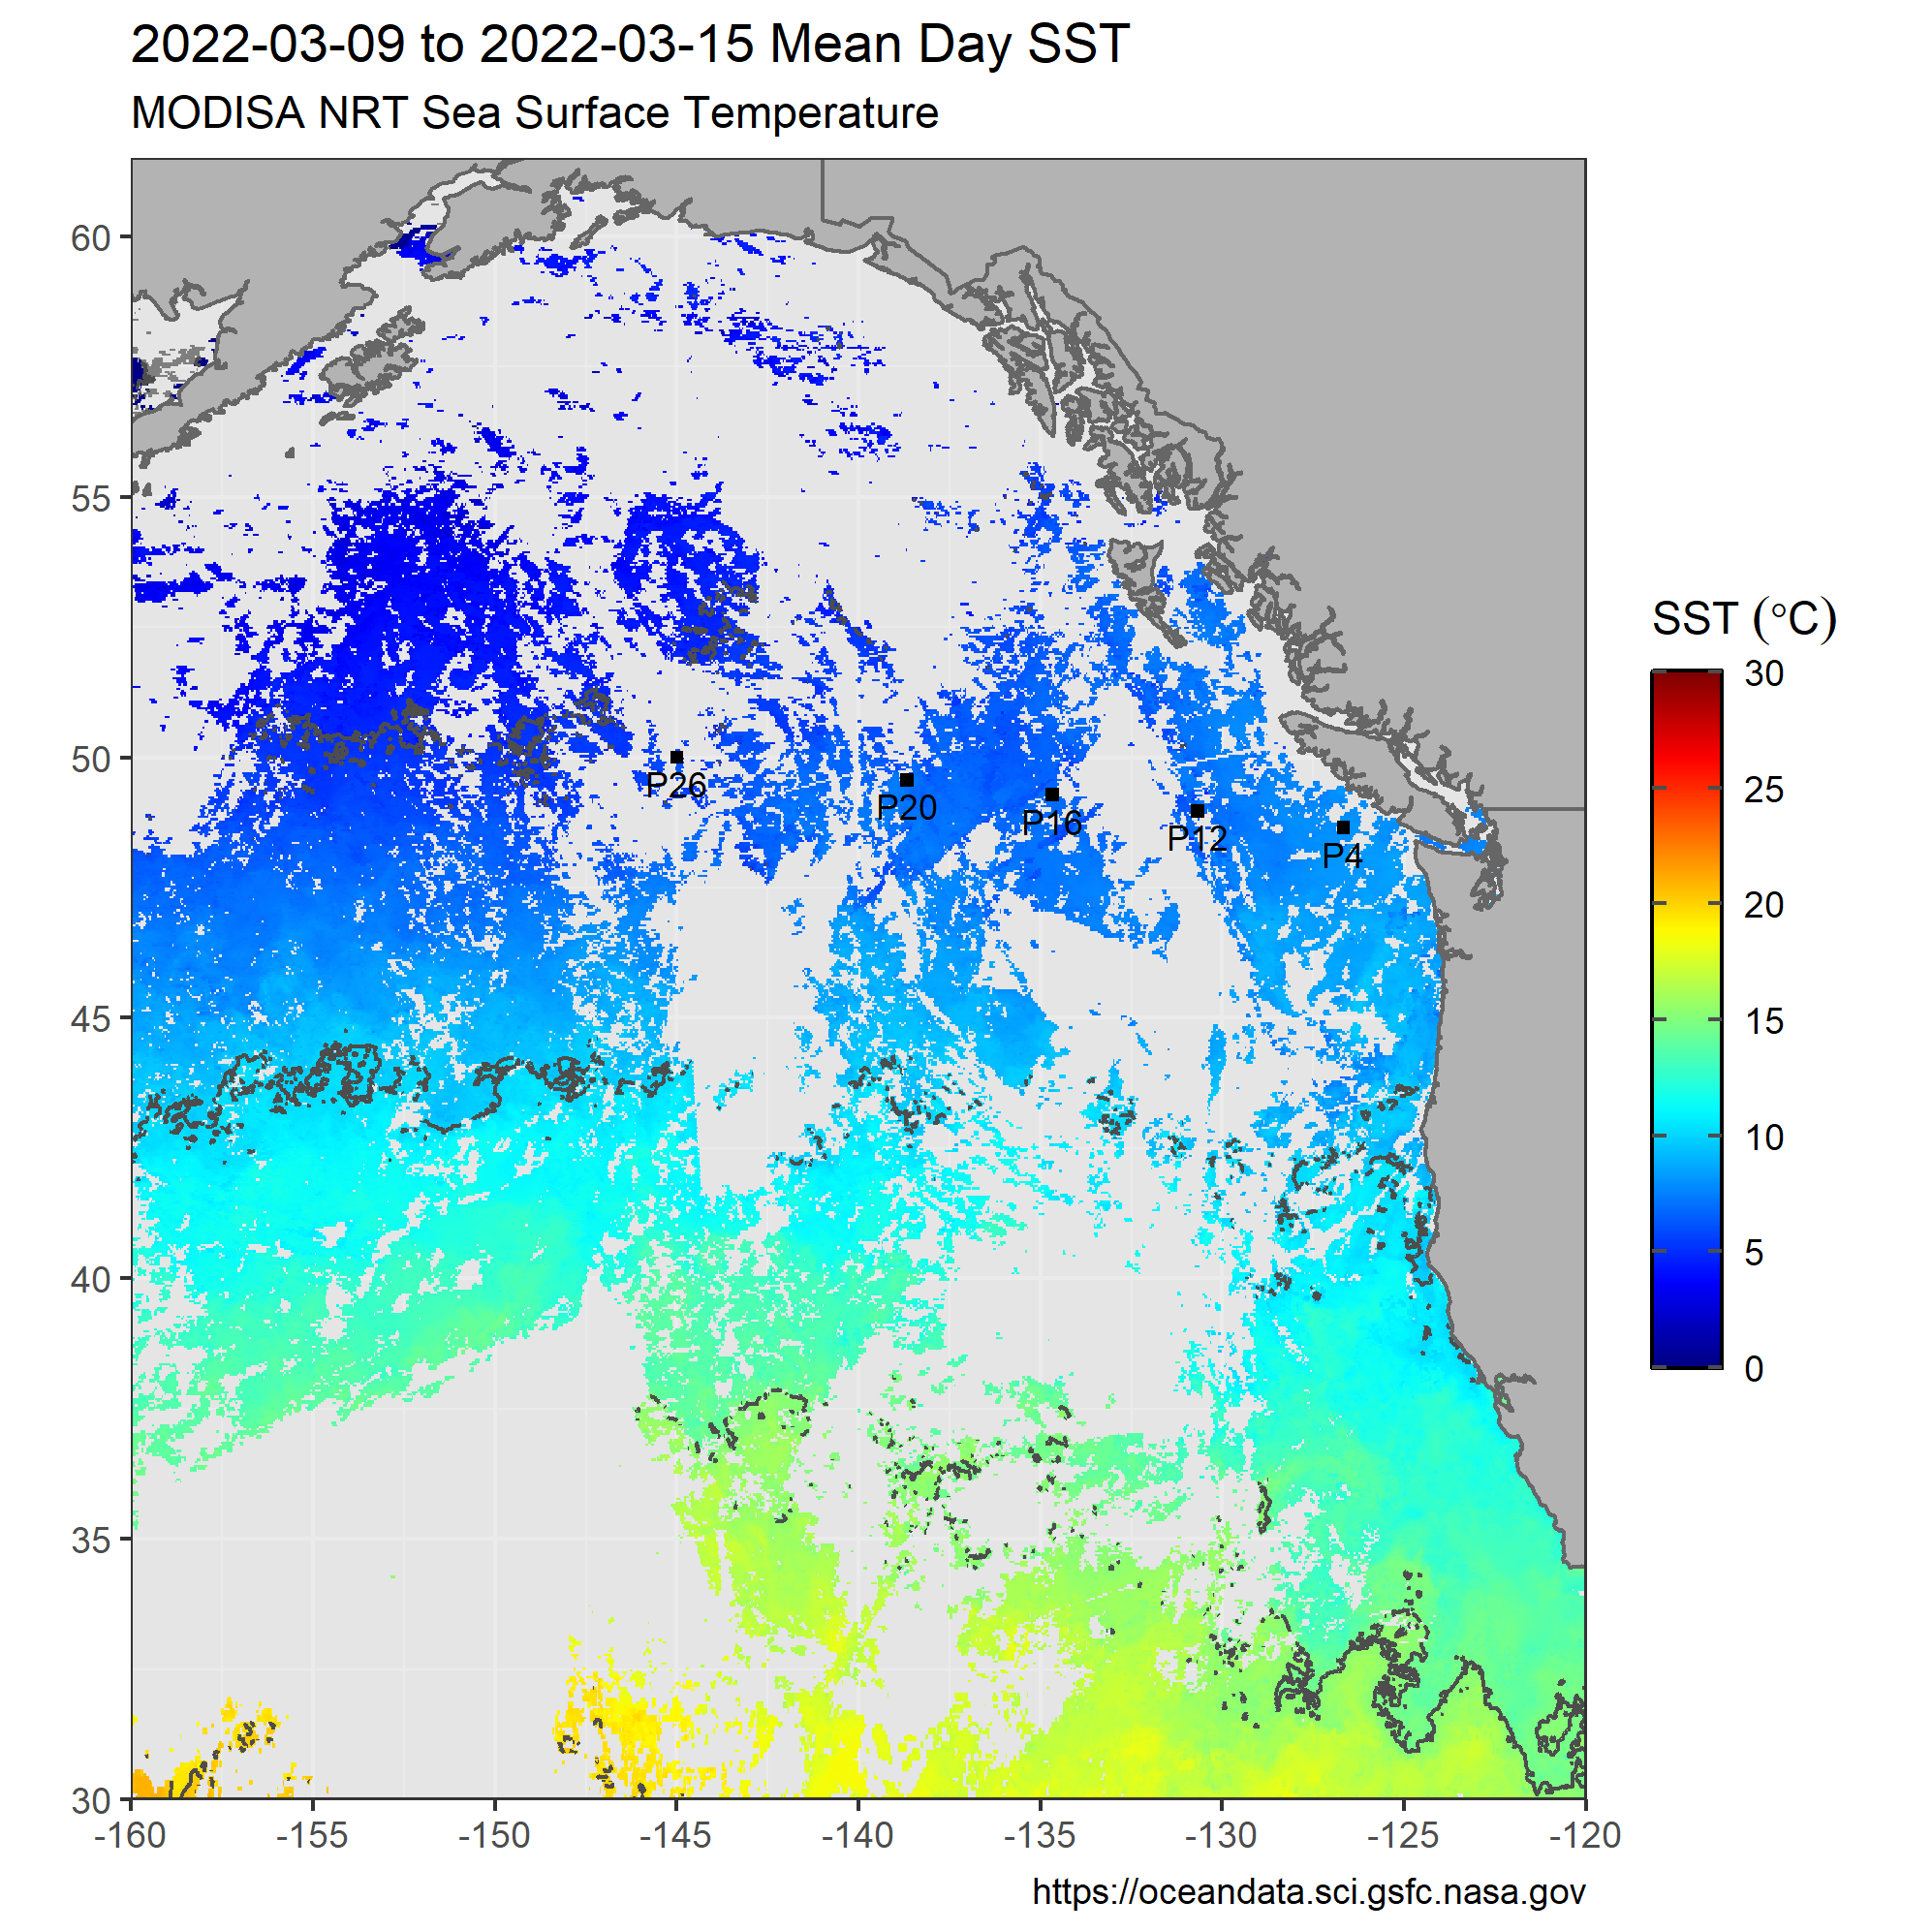 2022-03-09 to 2022-03-15 Mean Day SST
MODISA NRT Sea Surface Temperature
60
55
50
45
40
35
30
-160
-155
-150
-145
-140
-135
-130
-125
-120
P26
P20
P16
P12
P4
SST (°C)
30
25
20
15
10
5
0
https://oceandata.sci.gsfc.nasa.gov